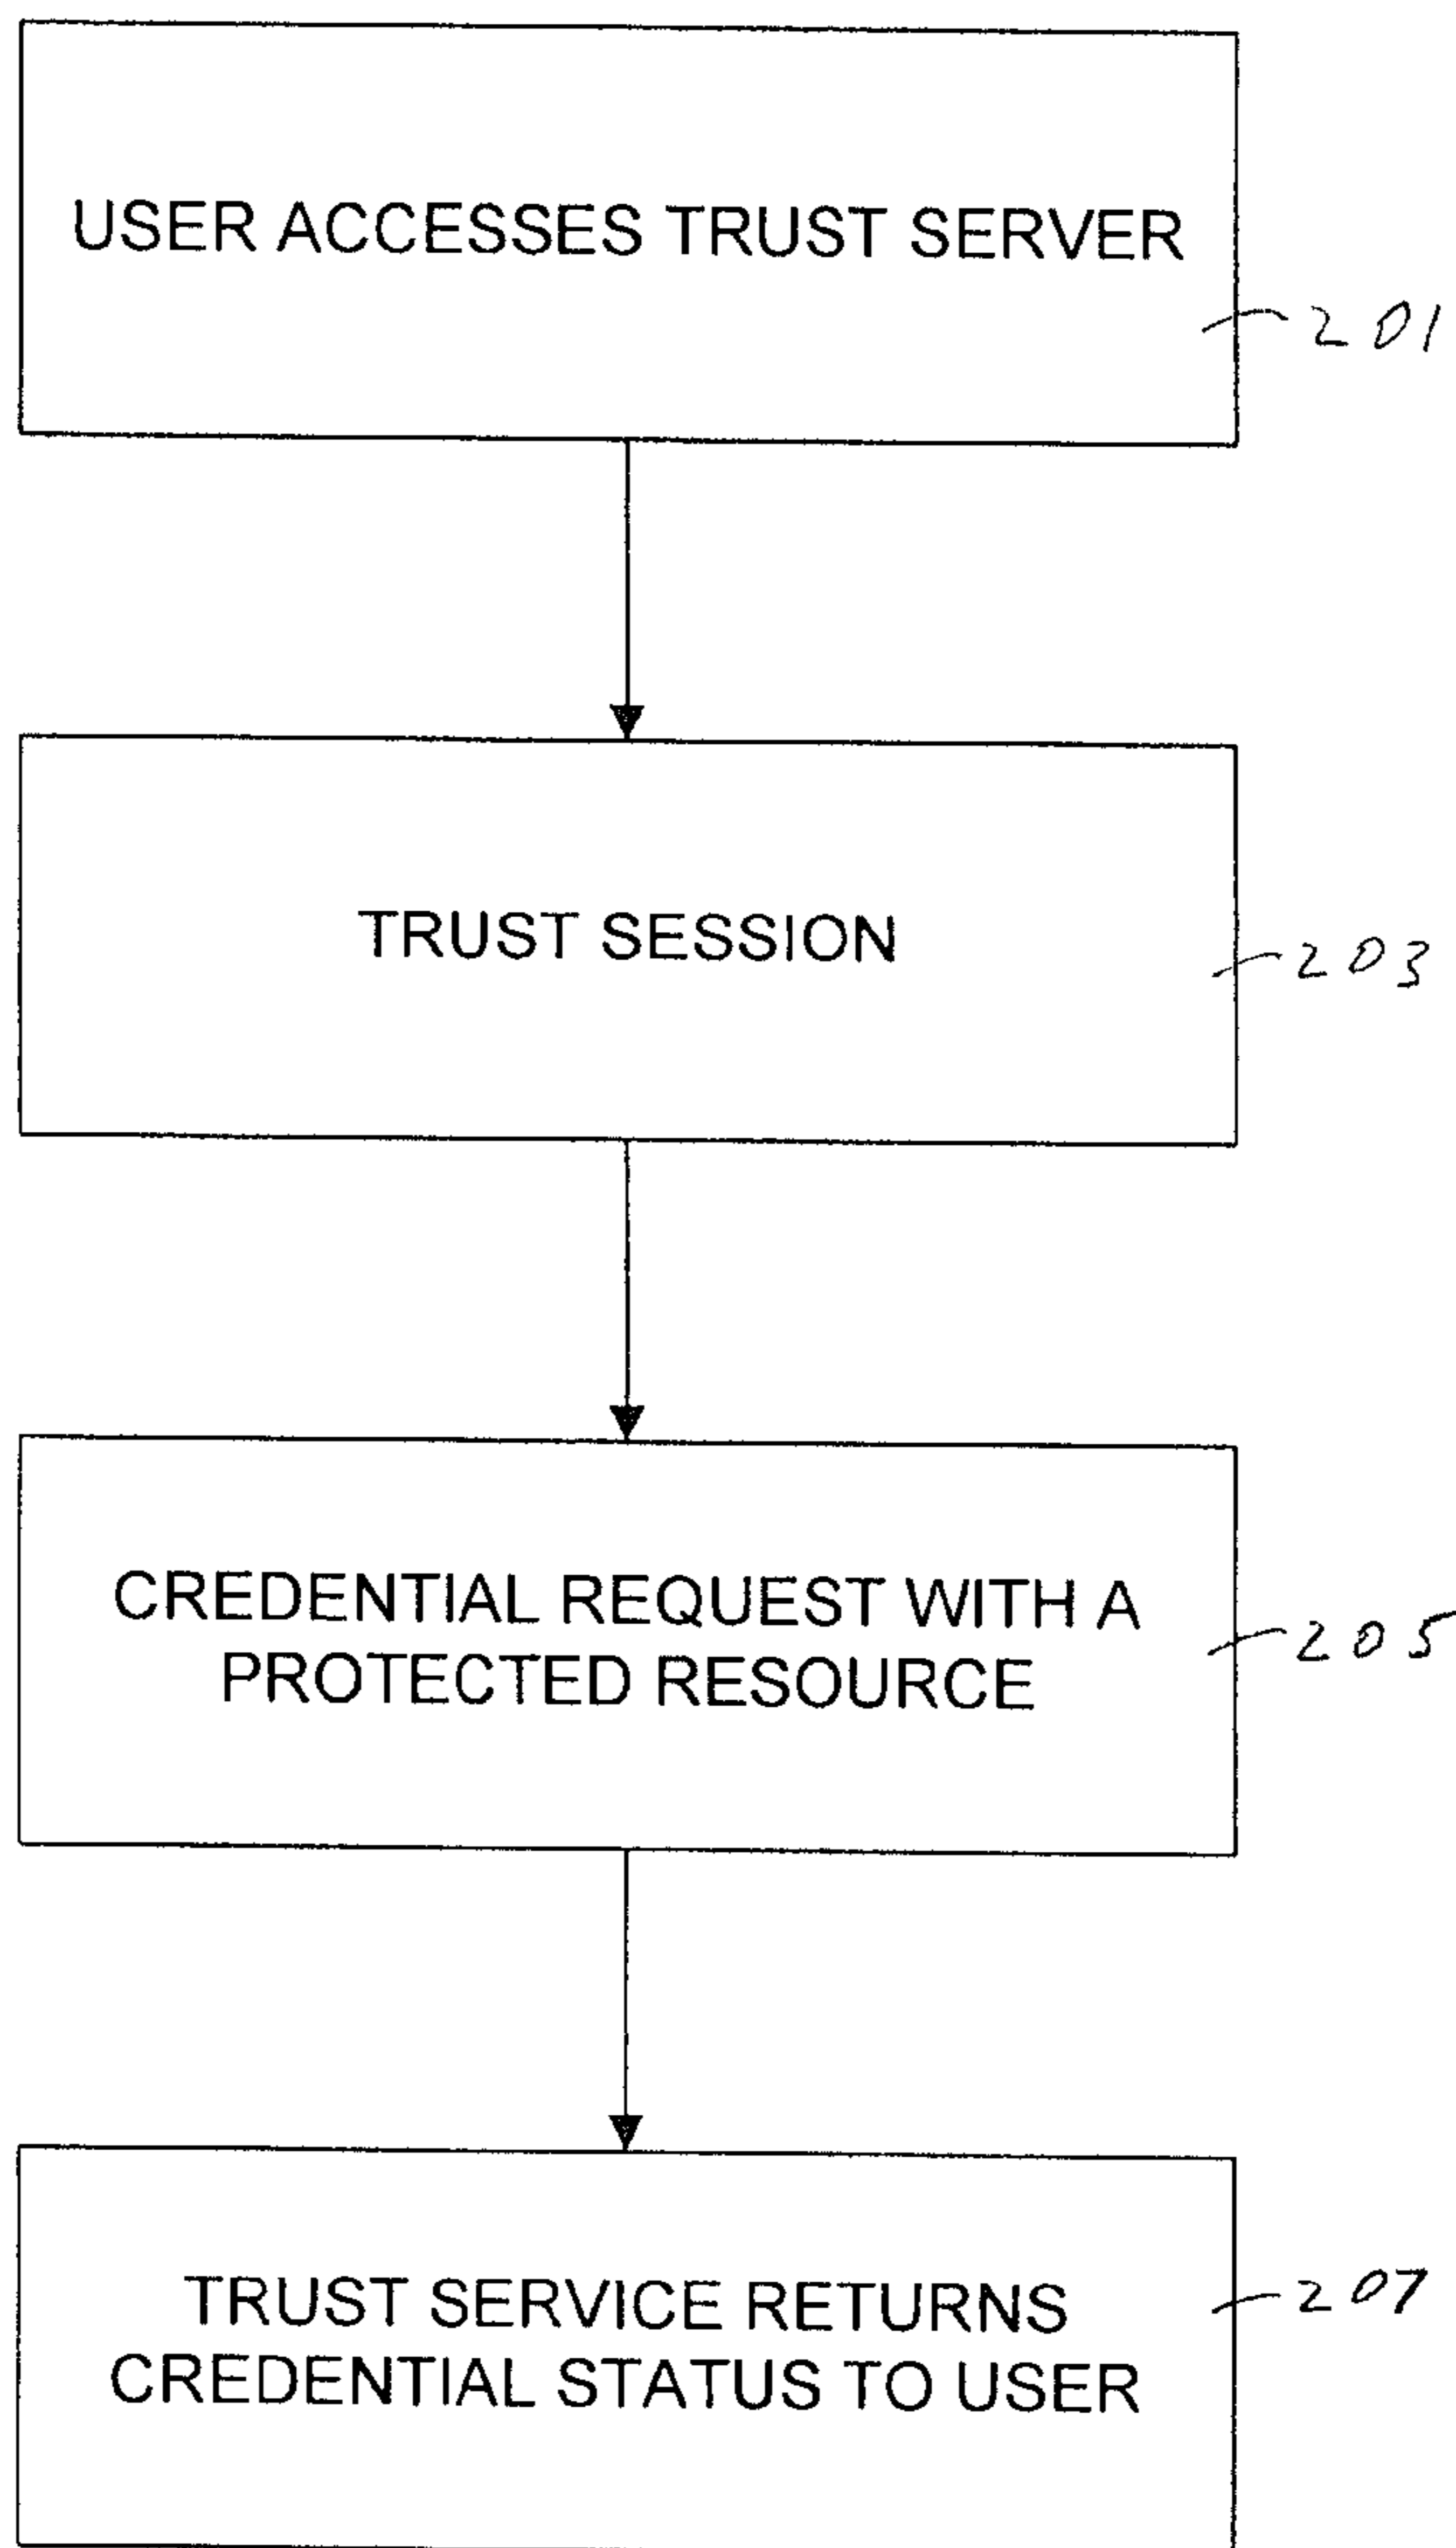 USER ACCESSES TRUST SERVER
201
TRUST SESSION
203
CREDENTIAL REQUEST WITH A
PROTECTED RESOURCE
205
TRUST SERVICE RETURNS
CREDENTIAL STATUS TO USER
207